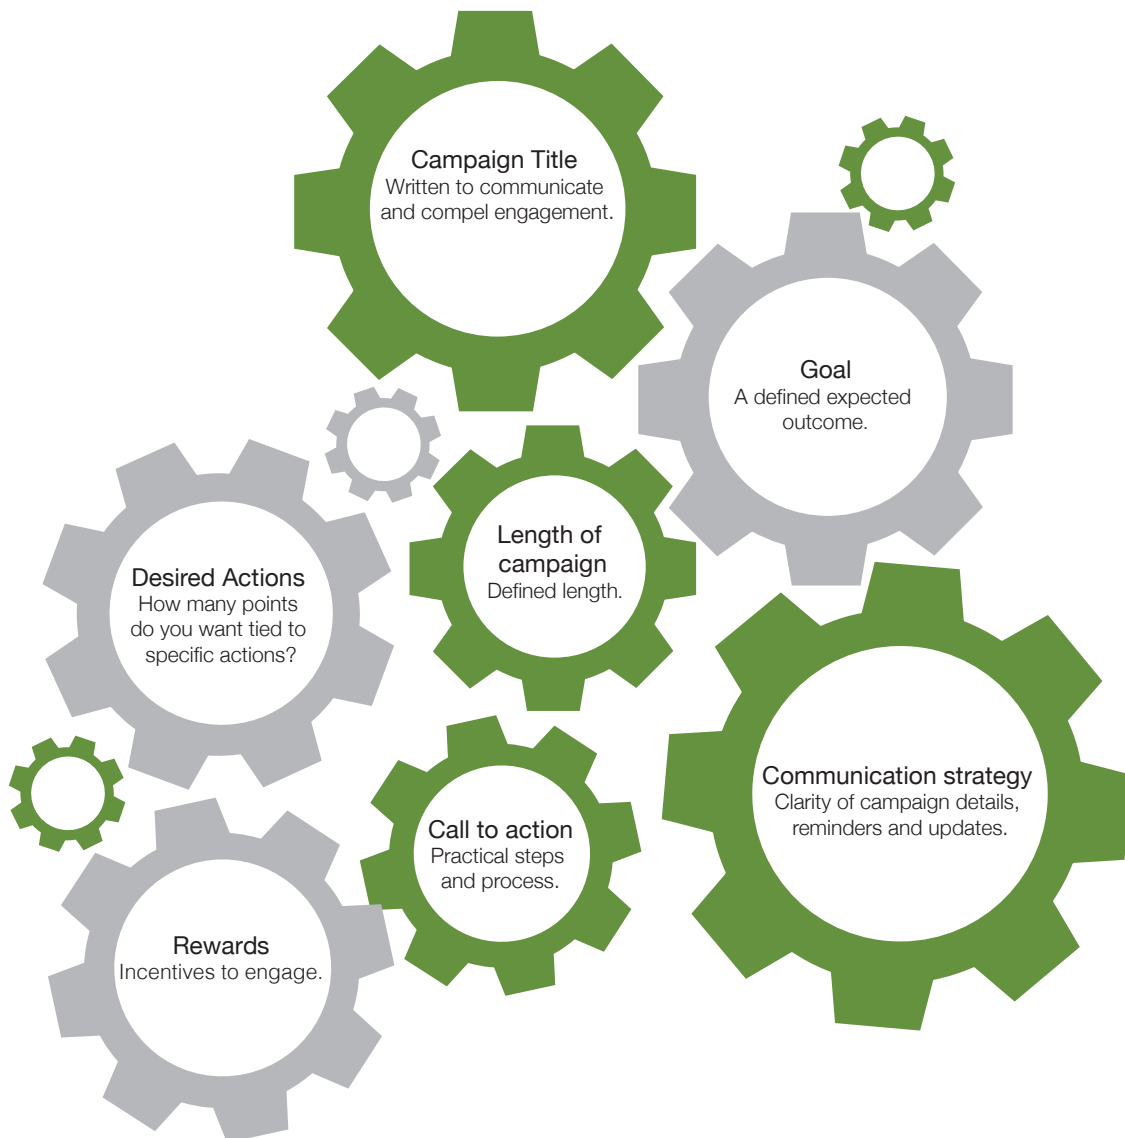 Campaign Title
Written to communicate
and compel engagement.
Goal
A defined expected
outcome.
Length of
campaign
Defined length.
Desired Actions
How many points
do you want tied to
specific actions?
Communication strategy
Clarity of campaign details,
reminders and updates.
Call to action
Practical steps
and process.
Rewards
Incentives to engage.